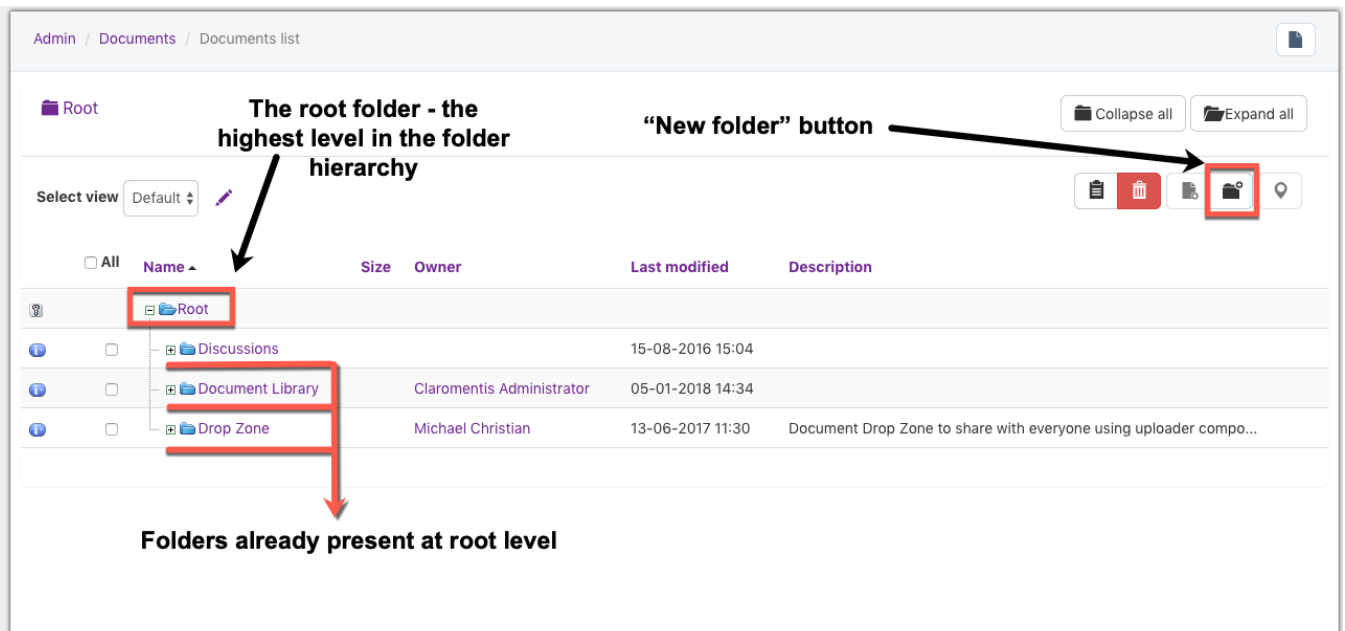 Admin / Documents / Documents list
Root
The root folder - the
highest level in the folder
hierarchy
“New folder” button
Collapse all
Expand all
Select view Default
All Name Size Owner Last modified Description
Root
Discussions 15-08-2016 15:04
Document Library Claromentis Administrator 05-01-2018 14:34
Drop Zone Michael Christian 13-06-2017 11:30 Document Drop Zone to share with everyone using uploader compo...
Folders already present at root level